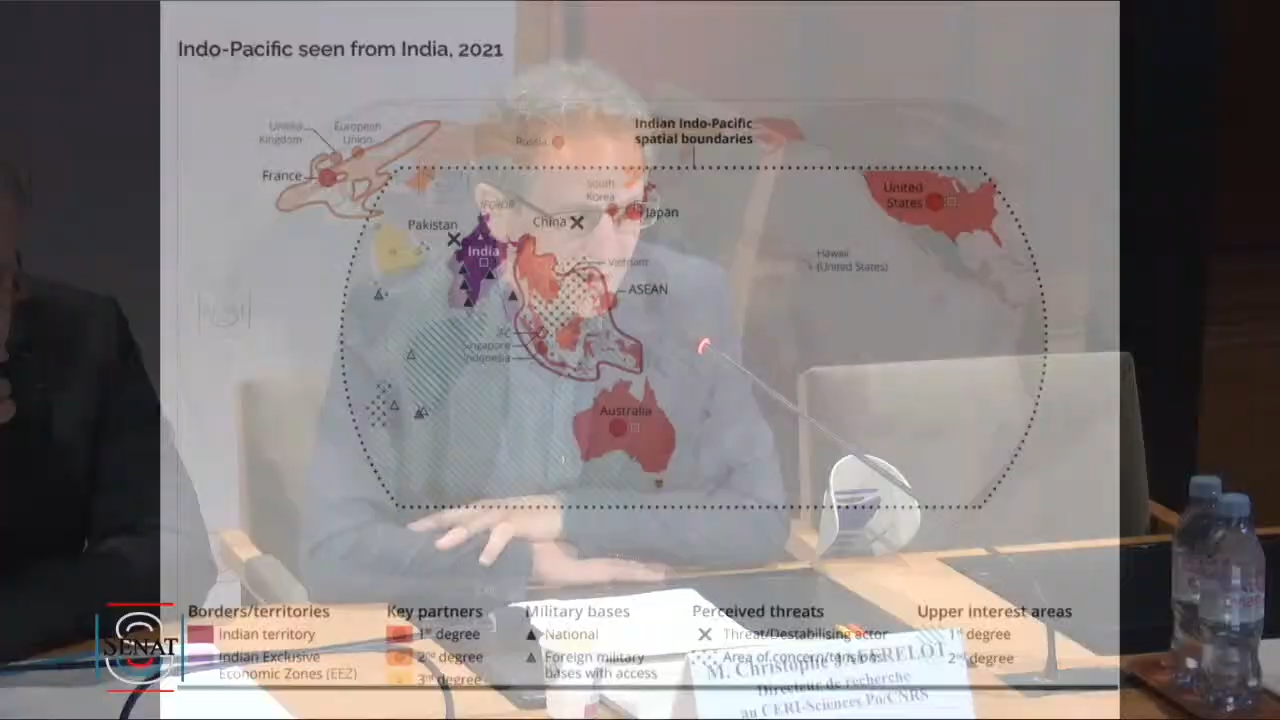 Indo-Pacific seen from India, 2021
Indian Indo-Pacific
spatial boundaries
United
Kingdom
European
Union
Russia
France
South
Korea
Japan
United
States
Pakistan
China
India
Hawaii
(United States)
Vietnam
ASEAN
Singapore
Indonesia
Australia
Borders/territories
Indian territory
Indian Exclusive
Economic Zones (EEZ)
Key partners
1st degree
2nd degree
3rd degree
Military bases
National
Foreign military
bases with access
Perceived threats
Threat/Destabilising actor
Area of concern/tensions
Upper interest areas
1st degree
2nd degree
SÉNAT
M. Christophe
Directeur de recherche
au CERI-Sciences Po/CNRS